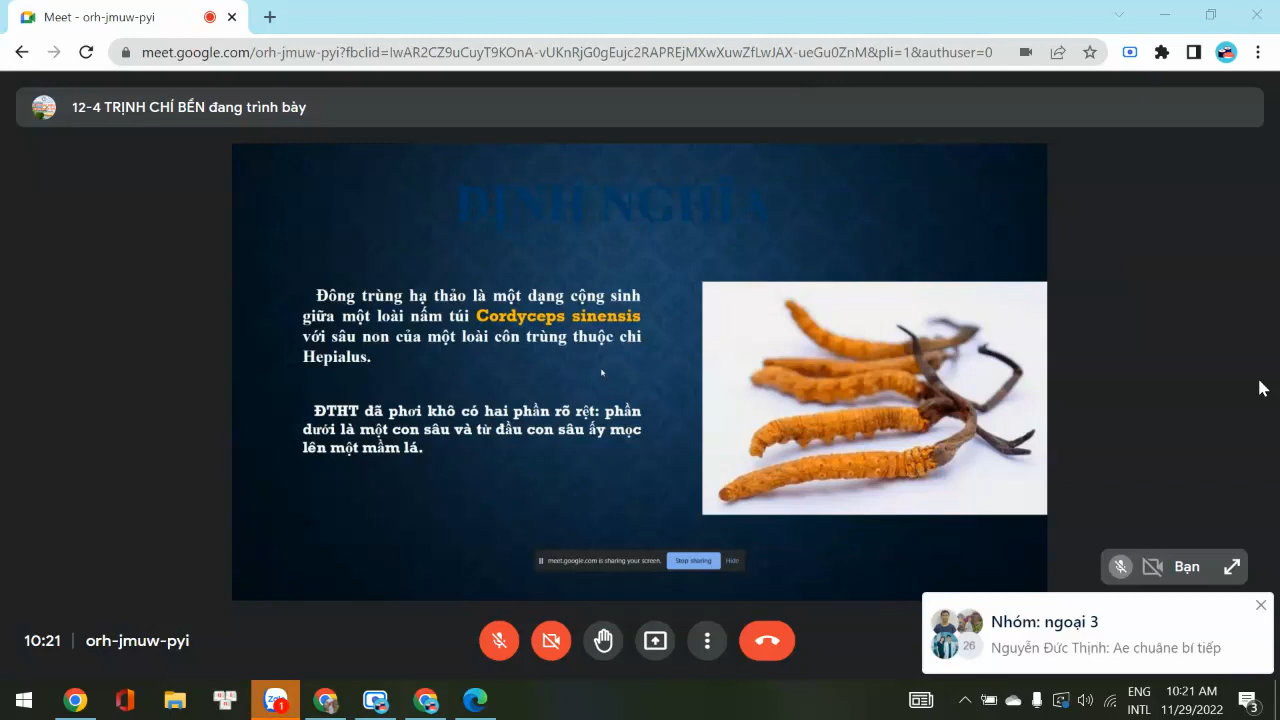 Meet - orh-jmuw-pyi
meet.google.com/orh-jmuw-pyi?fbclid=IwAR2CZ9uCuyT9KOnA-vUKnRjG0gEujc2RAPREjMXwXuwZfLwJAX-ueGu0ZnM&pli=1&authuser=0
12-4 TRỊNH CHÍ BỀN đang trình bày
ĐỊNH NGHĨA
Đông trùng hạ thảo là một dạng cộng sinh
giữa một loài nấm túi Cordyceps sinensis
với sâu non của một loài côn trùng thuộc chi
Hepialus.
ĐTHT đã phơi khô có hai phần rõ rệt: phần
dưới là một con sâu và từ đầu con sâu ấy mọc
lên một mầm lá.
meet.google.com is sharing your screen.
Stop sharing
Hide
Bạn
Nhóm: ngoại 3
26
Nguyễn Đức Thịnh: Ae chuâne bí tiếp
10:21
orh-jmuw-pyi
Zalo
1
ENG
INTL
10:21 AM
11/29/2022
3